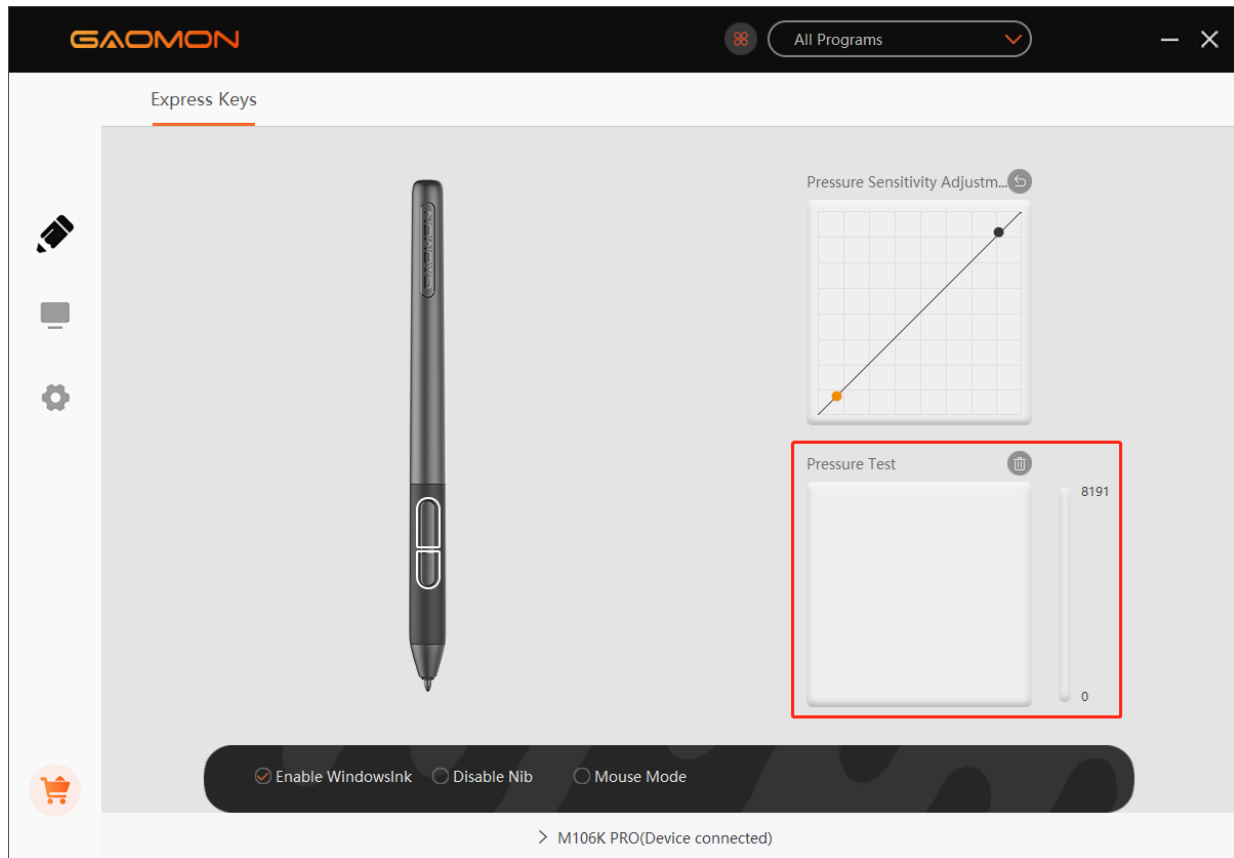 GAOMON
All Programs
Express Keys
Pressure Sensitivity Adjustm...
GAOMON
Pressure Test
8191
0
Enable WindowsInk
Disable Nib
Mouse Mode
M106K PRO(Device connected)